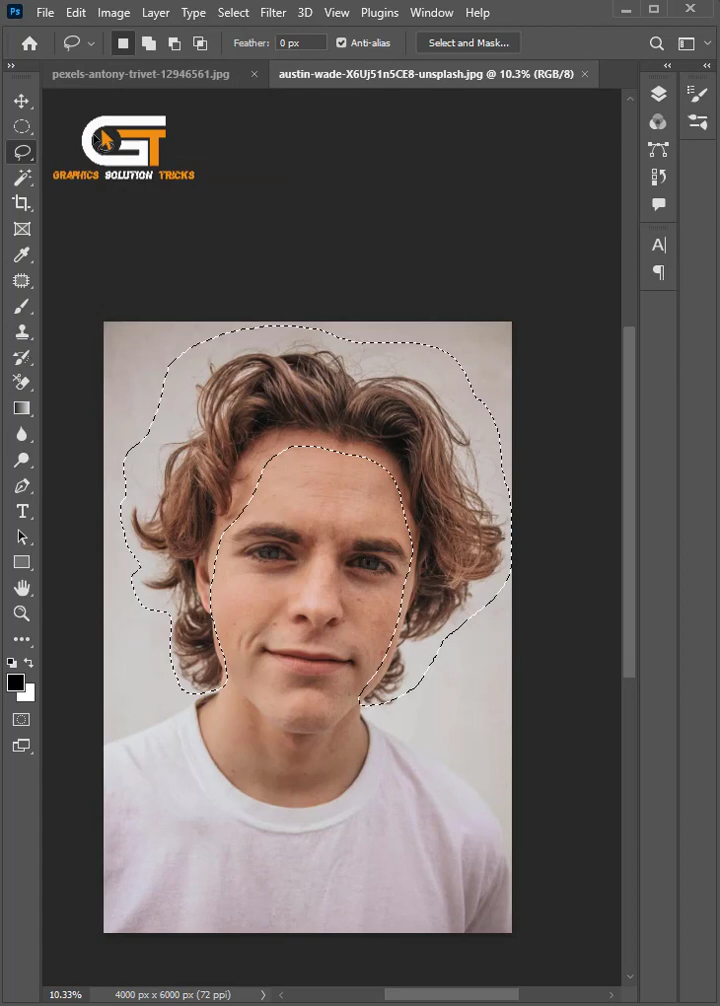 Ps File Edit Image Layer Type Select Filter 3D View Plugins Window Help
Feather: 0 px Anti-alias Select and Mask...
pexels-antony-trivet-12946561.jpg × austin-wade-X6Uj51n5CE8-unsplash.jpg @ 10.3% (RGB/8) ×
GT
GRAPHICS SOLUTION TRICKS
A
T
10.33% 4000 px x 6000 px (72 ppi)